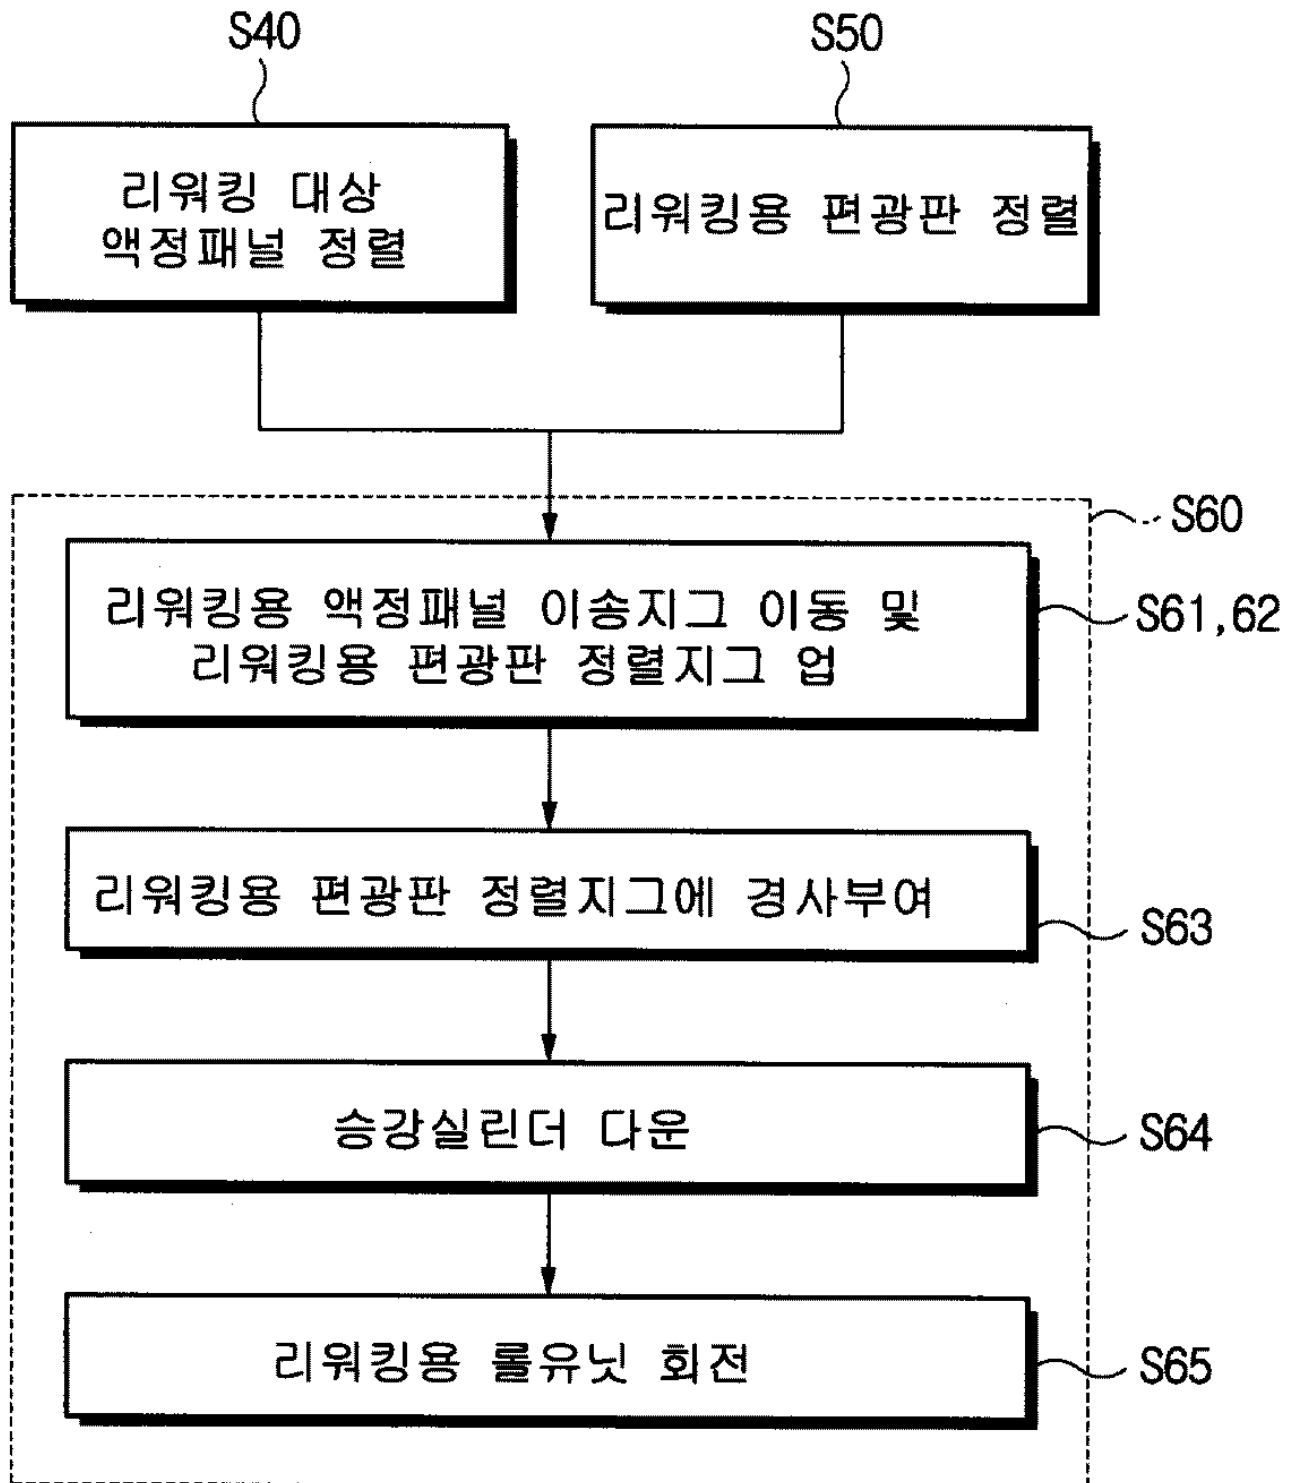 S40
S50
리워킹 대상
액정패널 정렬
리워킹용 편광판 정렬
S60
리워킹용 액정패널 이송지그 이동 및
리워킹용 편광판 정렬지그 업
S61,62
리워킹용 편광판 정렬지그에 경사부여
S63
승강실린더 다운
S64
리워킹용 롤유닛 회전
S65